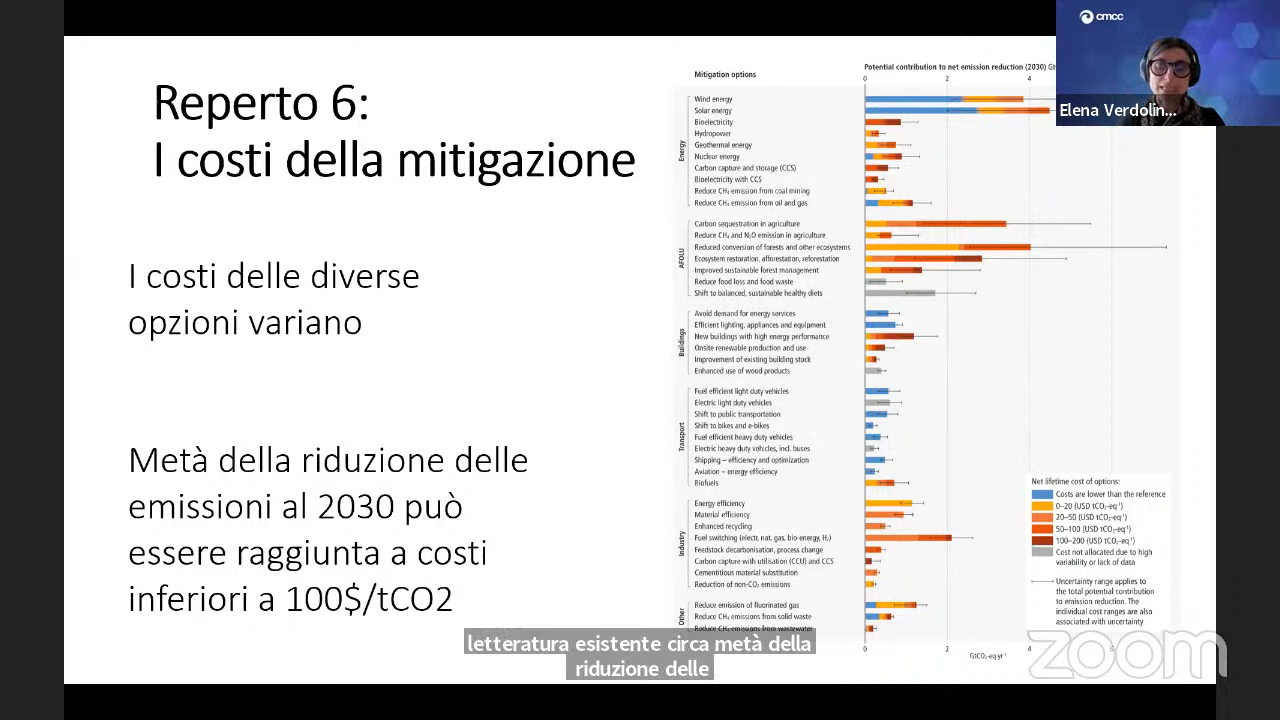 Reperto 6:
I costi della mitigazione
I costi delle diverse
opzioni variano
Metà della riduzione delle
emissioni al 2030 può
essere raggiunta a costi
inferiori a 100$/tCO2
Mitigation options
Potential contribution to net emission reduction (2030)
0 2 4
Energy
Wind energy
Solar energy
Bioelectricity
Hydropower
Geothermal energy
Nuclear energy
Carbon capture and storage (CCS)
Bioelectricity with CCS
Reduce CH₄ emission from coal mining
Reduce CH₄ emission from oil and gas
AFOLU
Carbon sequestration in agriculture
Reduce CH₄ and N₂O emission in agriculture
Reduced conversion of forests and other ecosystems
Ecosystem restoration, afforestation, reforestation
Improved sustainable forest management
Reduce food loss and food waste
Shift to balanced, sustainable healthy diets
Buildings
Avoid demand for energy services
Efficient lighting, appliances and equipment
New buildings with high energy performance
Onsite renewable production and use
Improvement of existing building stock
Enhanced use of wood products
Transport
Fuel efficient light duty vehicles
Electric light duty vehicles
Shift to public transportation
Shift to bikes and e-bikes
Fuel efficient heavy duty vehicles
Electric heavy duty vehicles, incl. buses
Shipping – efficiency and optimization
Aviation – energy efficiency
Biofuels
Industry
Energy efficiency
Material efficiency
Enhanced recycling
Fuel switching (electr, nat. gas, bio-energy, H₂)
Feedstock decarbonisation, process change
Carbon capture with utilisation (CCU) and CCS
Cementitious material substitution
Reduction of non-CO₂ emissions
Other
Reduce emission of fluorinated gas
Reduce CH₄ emissions from solid waste
Reduce CH₄ emissions from wastewater
0 2 4 6
GtCO₂-eq yr⁻¹
Net lifetime cost of options:
Costs are lower than the reference
0–20 (USD tCO₂-eq⁻¹)
20–50 (USD tCO₂-eq⁻¹)
50–100 (USD tCO₂-eq⁻¹)
100–200 (USD tCO₂-eq⁻¹)
Cost not allocated due to high
variability or lack of data
Uncertainty range applies to
the total potential contribution
to emission reduction. The
individual cost ranges are also
associated with uncertainty
cmcc
Elena Verdolin...
letteratura esistente circa metà della
riduzione delle
zoom